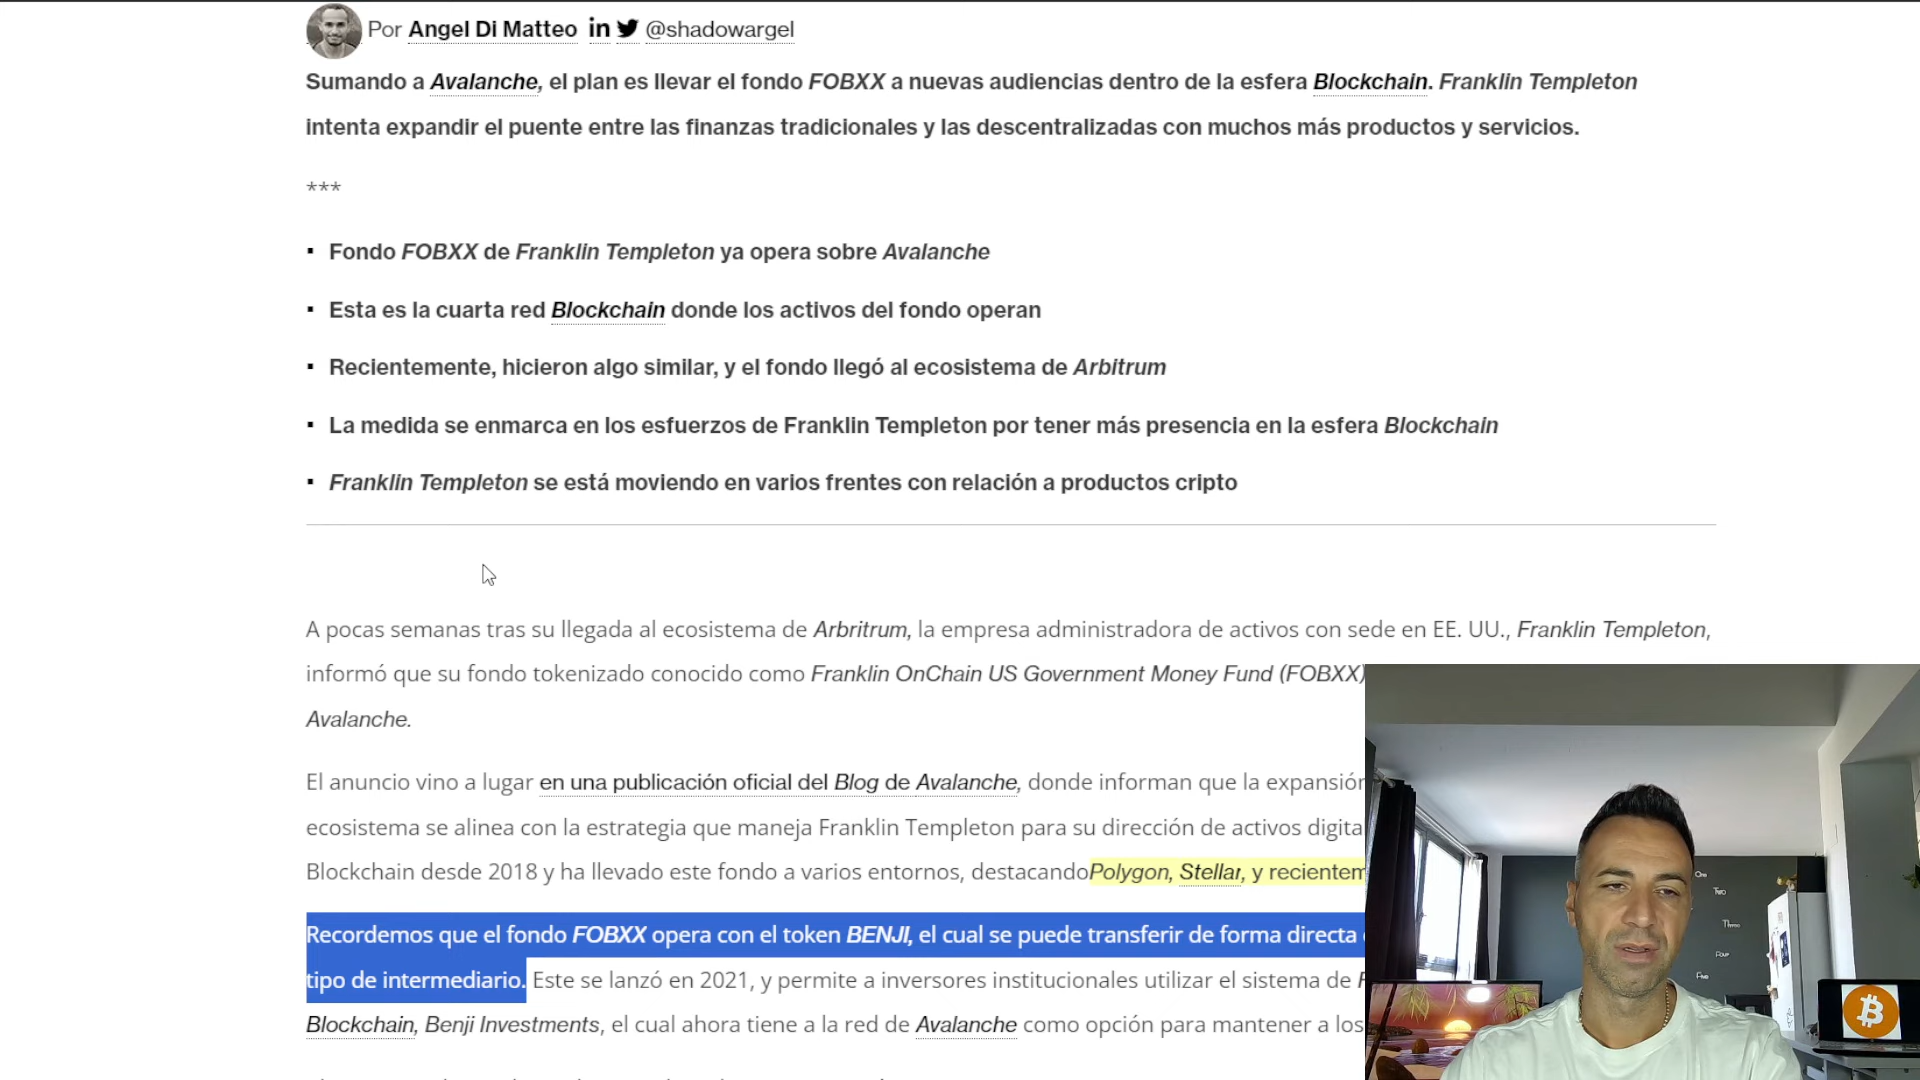 Por Angel Di Matteo in @shadowargel
Sumando a Avalanche, el plan es llevar el fondo FOBXX a nuevas audiencias dentro de la esfera Blockchain. Franklin Templeton
intenta expandir el puente entre las finanzas tradicionales y las descentralizadas con muchos más productos y servicios.
***
▪ Fondo FOBXX de Franklin Templeton ya opera sobre Avalanche
▪ Esta es la cuarta red Blockchain donde los activos del fondo operan
▪ Recientemente, hicieron algo similar, y el fondo llegó al ecosistema de Arbitrum
▪ La medida se enmarca en los esfuerzos de Franklin Templeton por tener más presencia en la esfera Blockchain
▪ Franklin Templeton se está moviendo en varios frentes con relación a productos cripto
A pocas semanas tras su llegada al ecosistema de Arbritrum, la empresa administradora de activos con sede en EE. UU., Franklin Templeton,
informó que su fondo tokenizado conocido como Franklin OnChain US Government Money Fund (FOBXX)
Avalanche.
El anuncio vino a lugar en una publicación oficial del Blog de Avalanche, donde informan que la expansión
ecosistema se alinea con la estrategia que maneja Franklin Templeton para su dirección de activos digita
Blockchain desde 2018 y ha llevado este fondo a varios entornos, destacando Polygon, Stellar, y recientem
Recordemos que el fondo FOBXX opera con el token BENJI, el cual se puede transferir de forma directa
tipo de intermediario. Este se lanzó en 2021, y permite a inversores institucionales utilizar el sistema de
Blockchain, Benji Investments, el cual ahora tiene a la red de Avalanche como opción para mantener a los
One
Two
Three
Four
Five